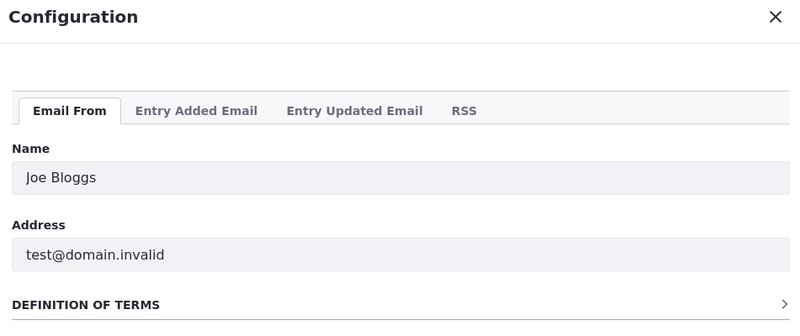 Configuration
Email From
Entry Added Email
Entry Updated Email
RSS
Name
Joe Bloggs
Address
test@domain.invalid
DEFINITION OF TERMS